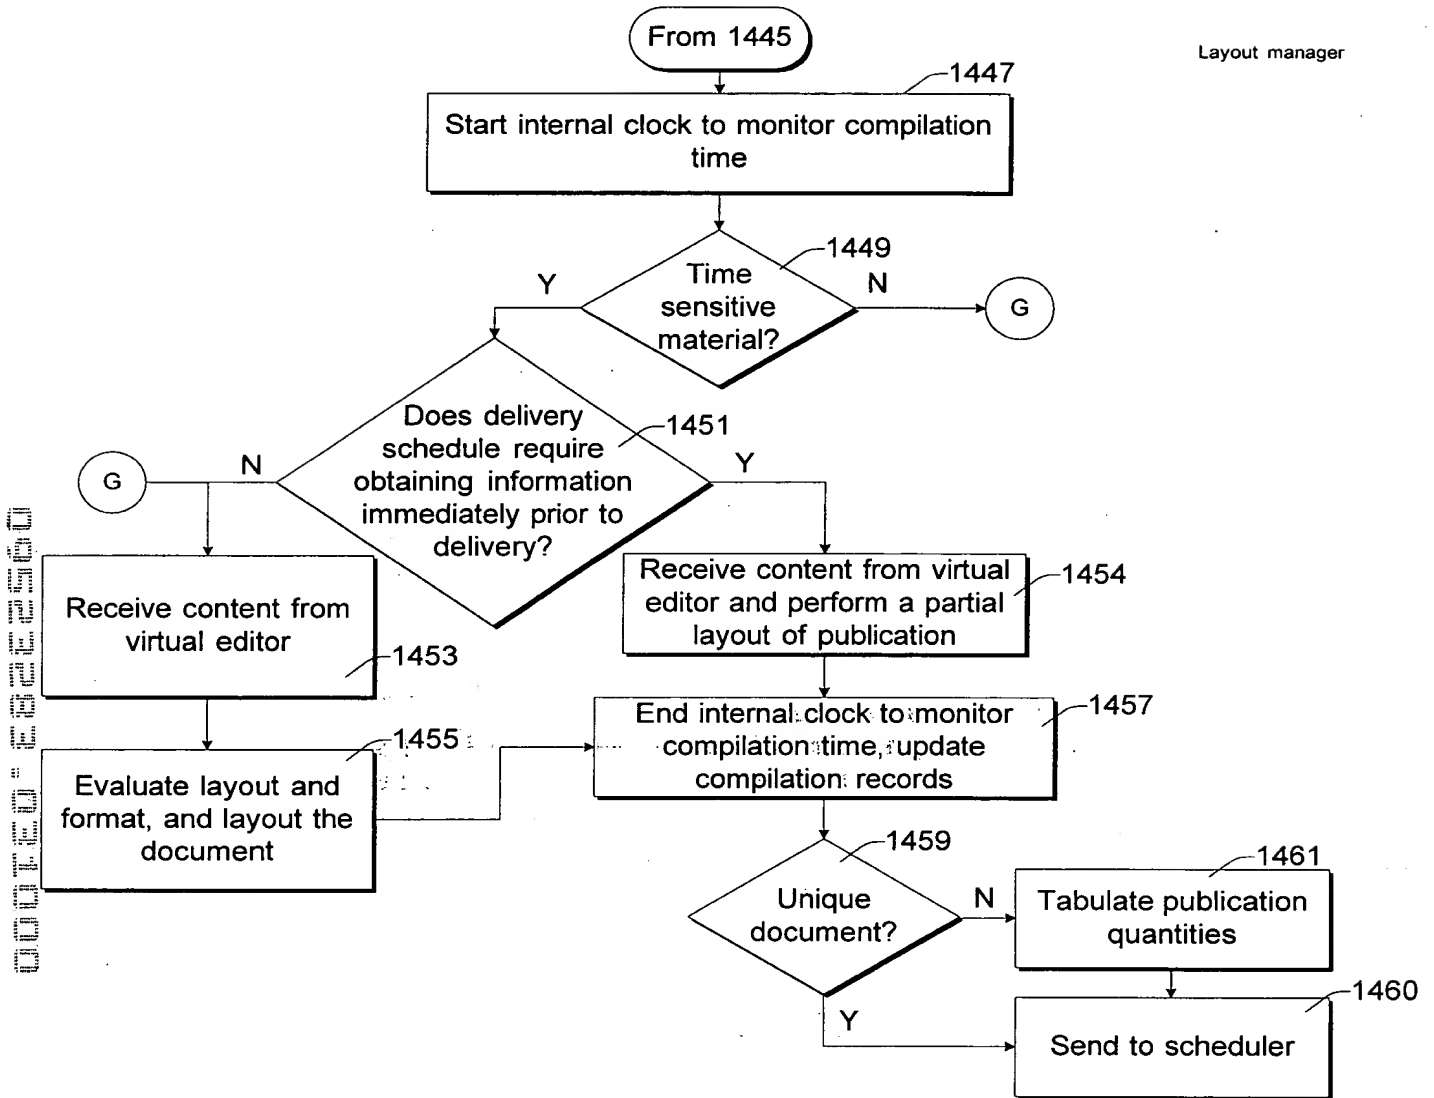 From 1445
Layout manager
1447
Start internal clock to monitor compilation
time
1449
Time
sensitive
material?
Y
N
G
Does delivery
schedule require
obtaining information
immediately prior to
delivery?
1451
G
N
Y
Receive content from
virtual editor
1453
Receive content from virtual
editor and perform a partial
layout of publication
1454
End internal clock to monitor
compilation time, update
compilation records
1457
1455
Evaluate layout and
format, and layout the
document
1459
Unique
document?
N
Y
1461
Tabulate publication
quantities
1460
Send to scheduler